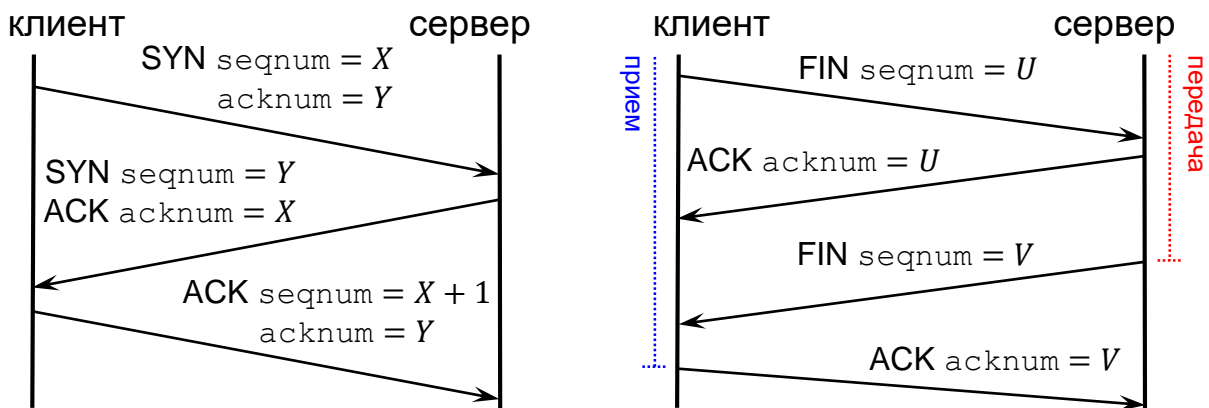 клиент сервер
SYN seqnum = X
acknum = Y
SYN seqnum = Y
ACK acknum = X
ACK seqnum = X + 1
acknum = Y
клиент сервер
прием
передача
FIN seqnum = U
ACK acknum = U
FIN seqnum = V
ACK acknum = V